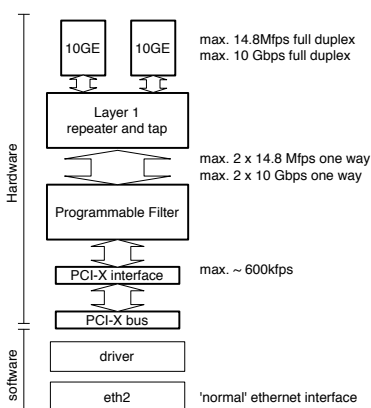 10GE 10GE
max. 14.8Mfps full duplex
max. 10 Gbps full duplex
Layer 1
repeater and tap
max. 2 x 14.8 Mfps one way
max. 2 x 10 Gbps one way
Programmable Filter
PCI-X interface
max. ~ 600kfps
PCI-X bus
Hardware
driver
eth2
'normal' ethernet interface
software